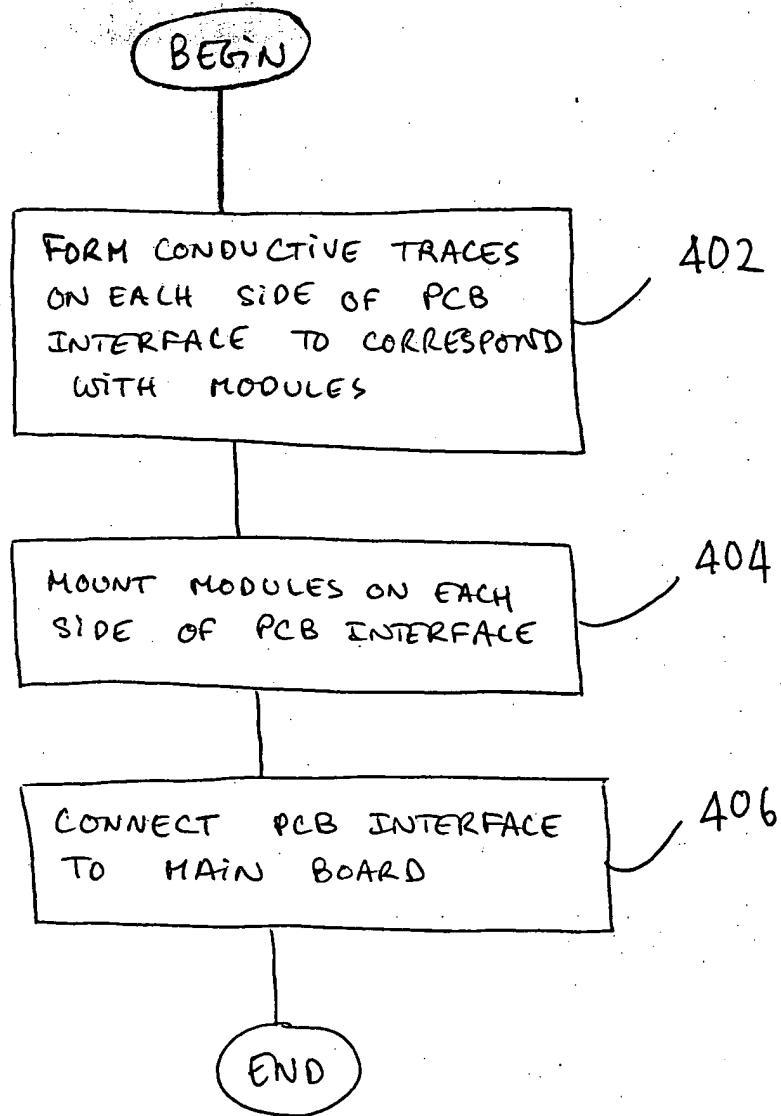 BEGIN
FORM CONDUCTIVE TRACES
ON EACH SIDE OF PCB
INTERFACE TO CORRESPOND
WITH MODULES
402
MOUNT MODULES ON EACH
SIDE OF PCB INTERFACE
404
CONNECT PCB INTERFACE
TO MAIN BOARD
406
END